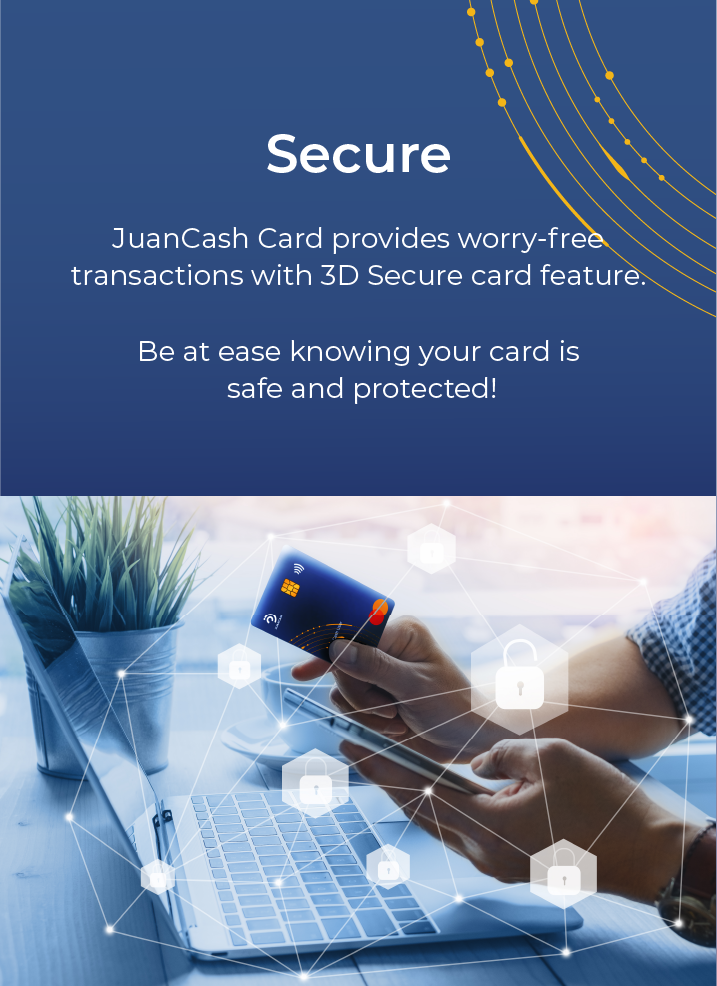 Secure
JuanCash Card provides worry-free
transactions with 3D Secure card feature.
Be at ease knowing your card is
safe and protected!